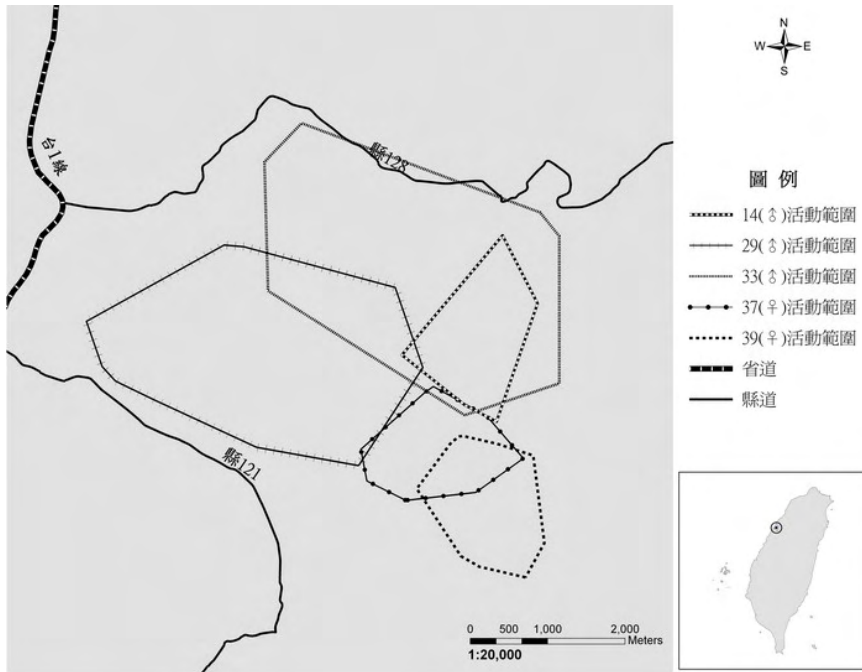 N
W E
S
台1線
縣128
縣121
圖 例
14(♂)活動範圍
29(♂)活動範圍
33(♂)活動範圍
37(♀)活動範圍
39(♀)活動範圍
省道
縣道
0 500 1,000 2,000
Meters
1:20,000